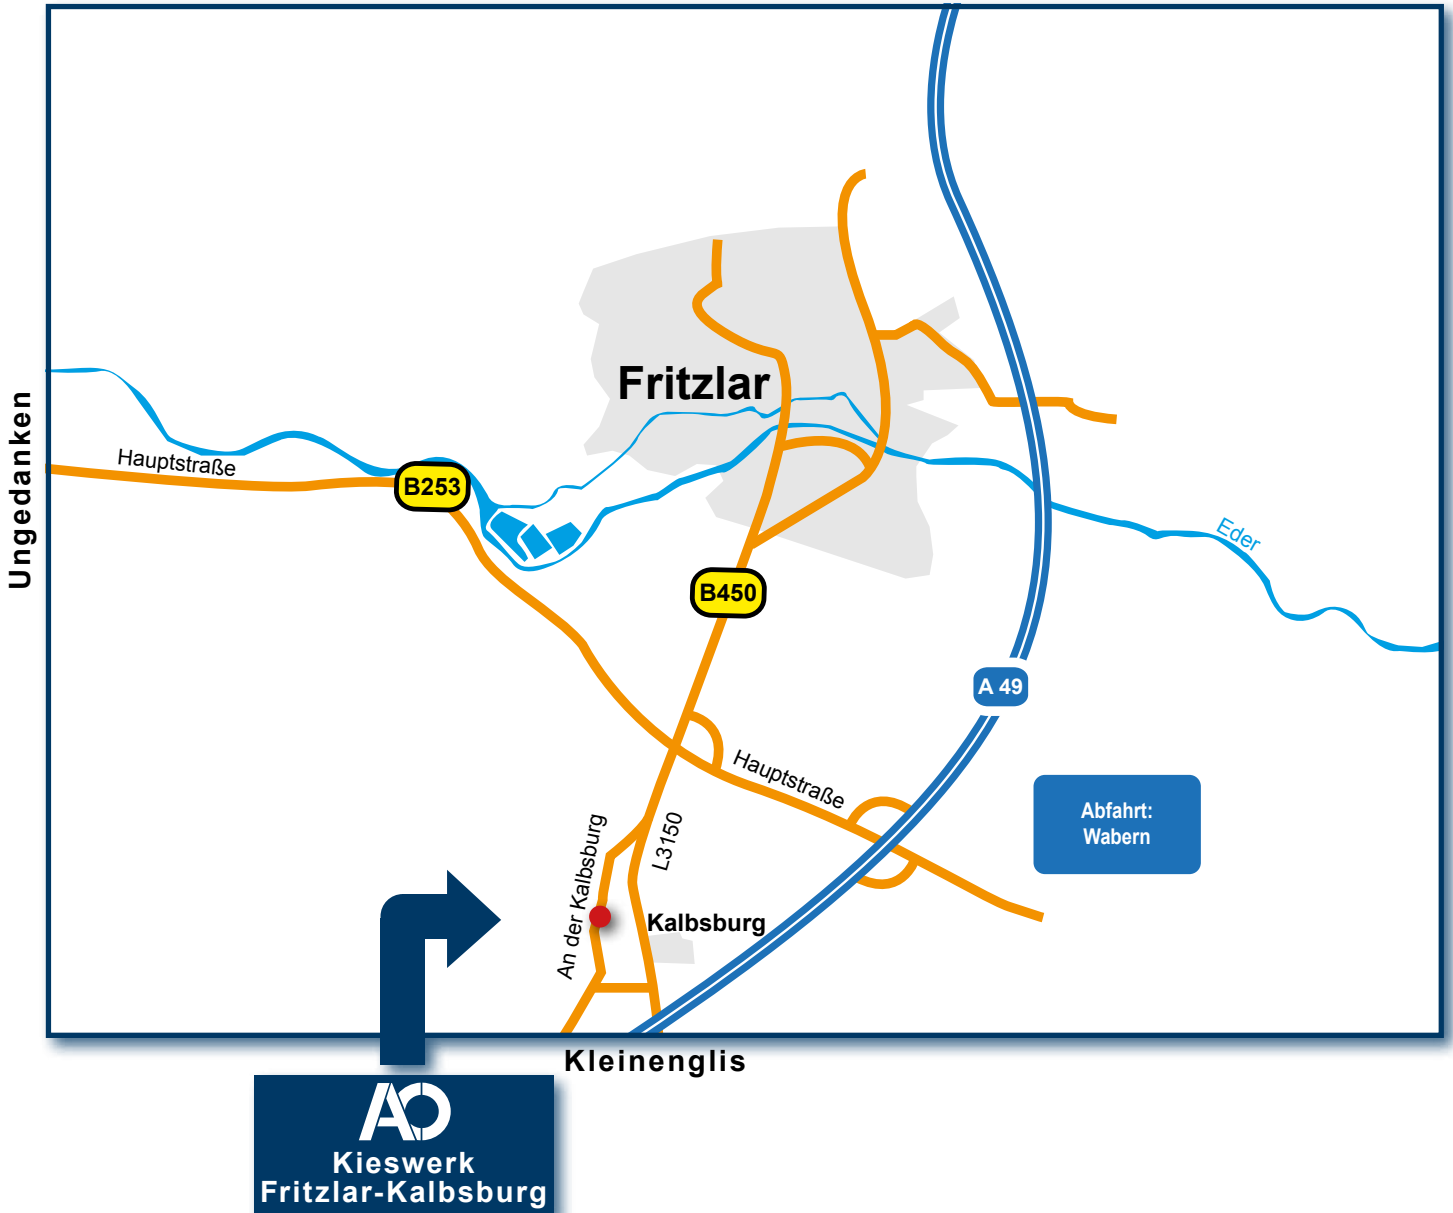 Fritzlar
Ungedanken
Hauptstraße
B253
Eder
B450
A 49
Hauptstraße
Abfahrt:
Wabern
L3150
An der Kalbsburg
Kalbsburg
Kleinenglis
AO
Kieswerk
Fritzlar-Kalbsburg